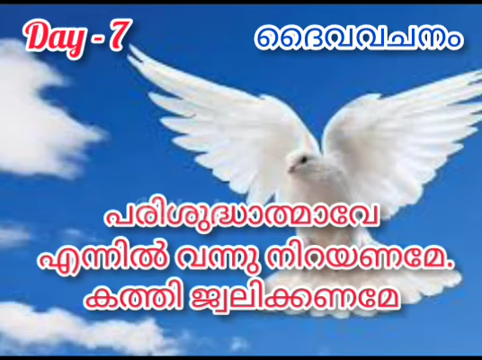 Day - 7
ദൈവവചനം
പരിശുദ്ധാത്മാവേ
എന്നിൽ വന്നു നിറയണമേ.
കത്തി ജ്വലിക്കണമേ